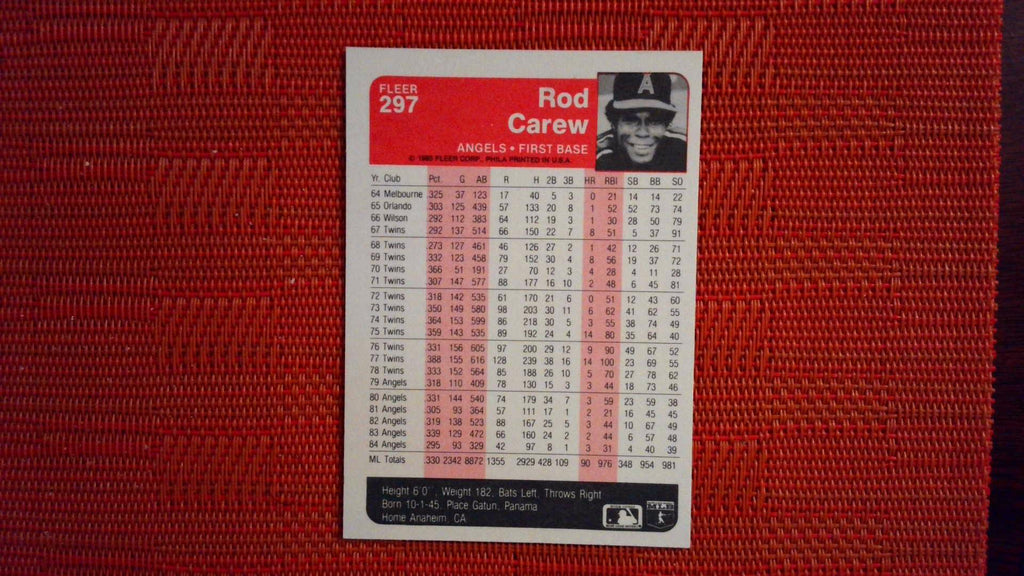 FLEER
297
Rod
Carew
ANGELS • FIRST BASE
© 1985 FLEER CORP., PHILA PRINTED IN U.S.A.
Yr. Club Pct. G AB R H 2B 3B HR RBI SB BB SO
64 Melbourne .325 37 123 17 40 5 3 0 21 14 14 22
65 Orlando .303 125 439 57 133 20 8 1 52 52 73 74
66 Wilson .292 112 383 64 112 19 3 1 30 28 50 79
67 Twins .292 137 514 66 150 22 7 8 51 5 37 91
68 Twins .273 127 461 46 126 27 2 1 42 12 26 71
69 Twins .332 123 458 79 152 30 4 8 56 19 37 72
70 Twins .366 51 191 27 70 12 3 4 28 4 11 28
71 Twins .307 147 577 88 177 16 10 2 48 6 45 81
72 Twins .318 142 535 61 170 21 6 0 51 12 43 60
73 Twins .350 149 580 98 203 30 11 6 62 41 62 55
74 Twins .364 153 599 86 218 30 5 3 55 38 74 49
75 Twins .359 143 535 89 192 24 4 14 80 35 64 40
76 Twins .331 156 605 97 200 29 12 9 90 49 67 52
77 Twins .388 155 616 128 239 38 16 14 100 23 69 55
78 Twins .333 152 564 85 188 26 10 5 70 27 78 62
79 Angels .318 110 409 78 130 15 3 3 44 18 73 46
80 Angels .331 144 540 74 179 34 7 3 59 23 59 38
81 Angels .305 93 364 57 111 17 1 2 21 16 45 45
82 Angels .319 138 523 88 167 25 5 3 44 10 67 49
83 Angels .339 129 472 66 160 24 2 2 44 6 57 48
84 Angels .295 93 329 42 97 8 1 3 31 4 40 39
ML Totals .330 2342 8872 1355 2929 428 109 90 976 348 954 981
Height 6'0", Weight 182, Bats Left, Throws Right
Born 10-1-45, Place Gatun, Panama
Home Anaheim, CA